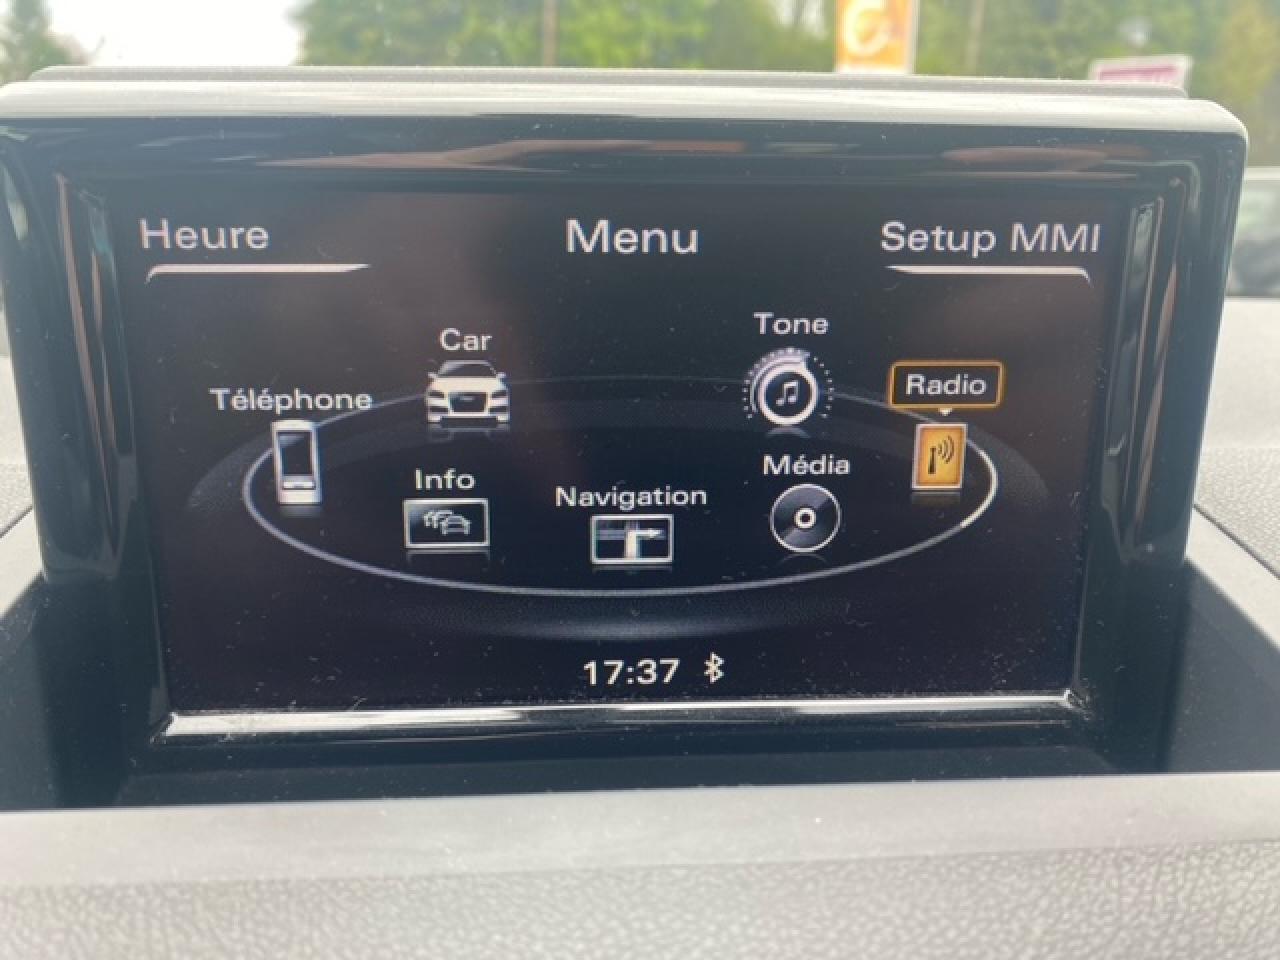 Heure
Menu
Setup MMI
Tone
Car
Radio
Téléphone
Média
Info
Navigation
17:37